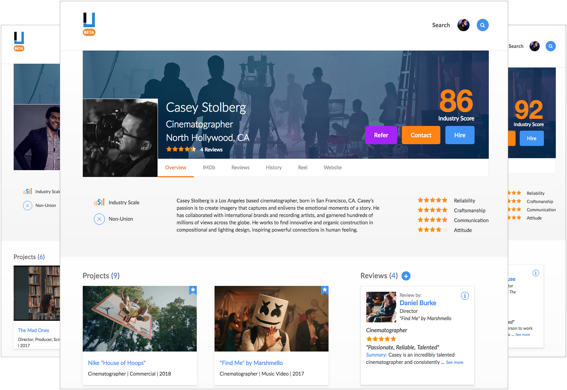 BETA
Search
Casey Stolberg
Cinematographer
North Hollywood, CA
4 Reviews
86
Industry Score
Refer
Contact
Hire
Overview
IMDb
Reviews
History
Reel
Website
Industry Scale
Non-Union
Casey Stolberg is a Los Angeles based cinematographer, born in San Francisco, CA. Casey's
passion is to create imagery that captures and enlivens the emotional moments of a story. He
has collaborated with international brands and recording artists, and garnered hundreds of
millions of views across the globe. He works to find innovative and organic construction in
compositional and lighting design, inspiring powerful connections in human feeling.
Reliability
Craftsmanship
Communication
Attitude
Projects (9)
Nike "House of Hoops"
Cinematographer | Commercial | 2018
"Find Me" by Marshmello
Cinematographer | Music Video | 2017
Reviews (4)
Review by:
Daniel Burke
Director
"Find Me" by Marshmello
Cinematographer
"Passionate, Reliable, Talented"
Summary: Casey is an incredibly talented
cinematographer and consistently ... See more
BETA
Industry Scale
Non-Union
Projects (6)
The Mad Ones
Director, Producer, Scr
| 2017
Search
92
Industry Score
Hire
Reliability
Craftsmanship
Communication
Attitude
The
person to work
See more